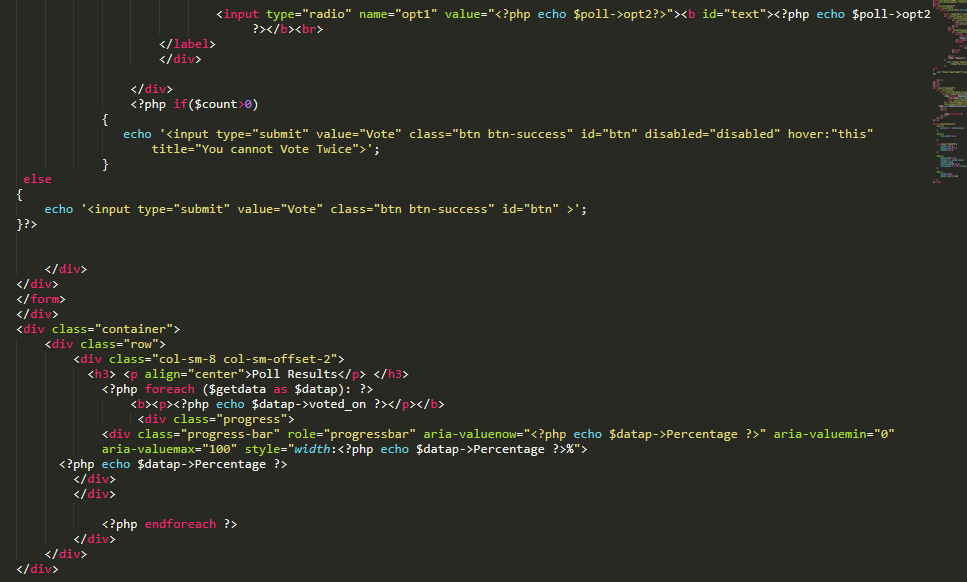 <input type="radio" name="opt1" value="<?php echo $poll->opt2?>"><b id="text"><?php echo $poll->opt2
?></b><br>
</label>
</div>
</div>
<?php if($count>0)
{
echo '<input type="submit" value="Vote" class="btn btn-success" id="btn" disabled="disabled" hover:"this"
title="You cannot Vote Twice">';
}
else
{
echo '<input type="submit" value="Vote" class="btn btn-success" id="btn" >';
}?>
</div>
</div>
</form>
</div>
<div class="container">
<div class="row">
<div class="col-sm-8 col-sm-offset-2">
<h3> <p align="center">Poll Results</p> </h3>
<?php foreach ($getdata as $datap): ?>
<b><p><?php echo $datap->voted_on ?></p></b>
<div class="progress">
<div class="progress-bar" role="progressbar" aria-valuenow="<?php echo $datap->Percentage ?>" aria-valuemin="0"
aria-valuemax="100" style="width:<?php echo $datap->Percentage ?>%">
<?php echo $datap->Percentage ?>
</div>
</div>
<?php endforeach ?>
</div>
</div>
</div>